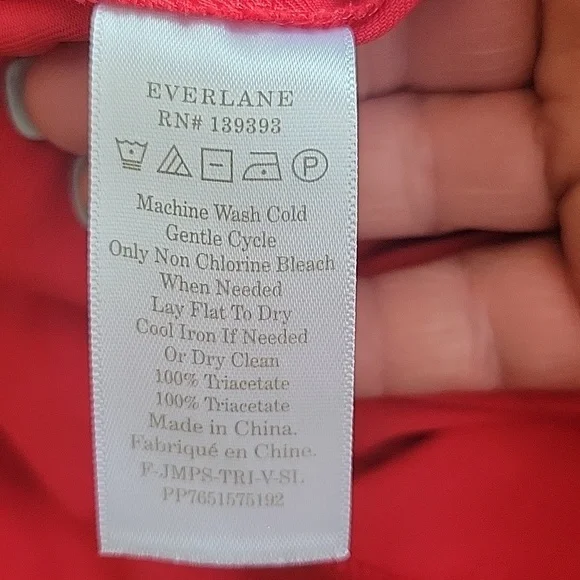 EVERLANE
RN# 139393
P
Machine Wash Cold
Gentle Cycle
Only Non Chlorine Bleach
When Needed
Lay Flat To Dry
Cool Iron If Needed
Or Dry Clean
100% Triacetate
100% Triacetate
Made in China.
Fabriqué en Chine.
F-JMPS-TRI-V-SL
PP7651575192